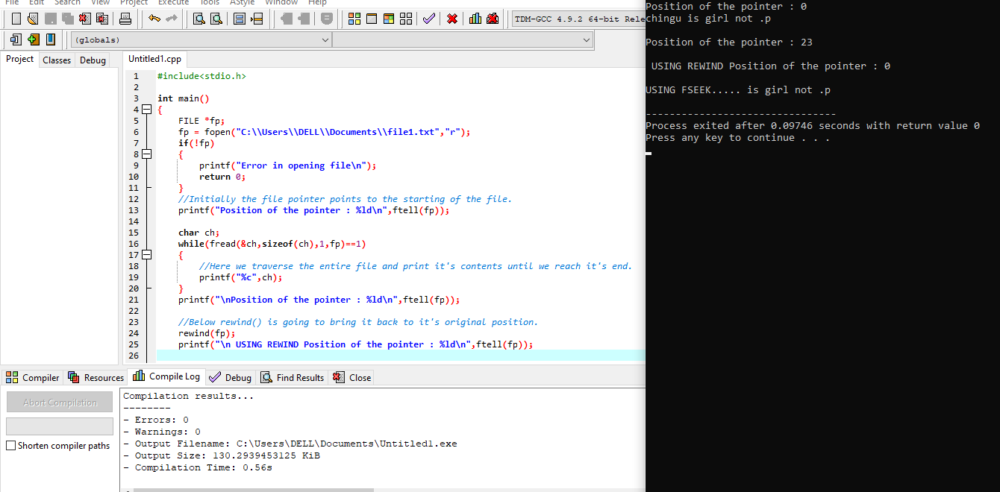 File Edit Search View Project Execute Tools AStyle Window Help
TDM-GCC 4.9.2 64-bit Rele
(globals)
Project Classes Debug
Untitled1.cpp
1 #include<stdio.h>
2
3 int main()
4 {
5 FILE *fp;
6 fp = fopen("C:\\Users\\DELL\\Documents\\file1.txt","r");
7 if(!fp)
8 {
9 printf("Error in opening file\n");
10 return 0;
11 }
12 //Initially the file pointer points to the starting of the file.
13 printf("Position of the pointer : %ld\n",ftell(fp));
14
15 char ch;
16 while(fread(&ch,sizeof(ch),1,fp)==1)
17 {
18 //Here we traverse the entire file and print it's contents until we reach it's end.
19 printf("%c",ch);
20 }
21 printf("\nPosition of the pointer : %ld\n",ftell(fp));
22
23 //Below rewind() is going to bring it back to it's original position.
24 rewind(fp);
25 printf("\n USING REWIND Position of the pointer : %ld\n",ftell(fp));
26
Compiler Resources Compile Log Debug Find Results Close
Abort Compilation
Shorten compiler paths
Compilation results...
--------
- Errors: 0
- Warnings: 0
- Output Filename: C:\Users\DELL\Documents\Untitled1.exe
- Output Size: 130.2939453125 KiB
- Compilation Time: 0.56s
Position of the pointer : 0
chingu is girl not .p
Position of the pointer : 23
USING REWIND Position of the pointer : 0
USING FSEEK..... is girl not .p
--------------------------------
Process exited after 0.09746 seconds with return value 0
Press any key to continue . . .